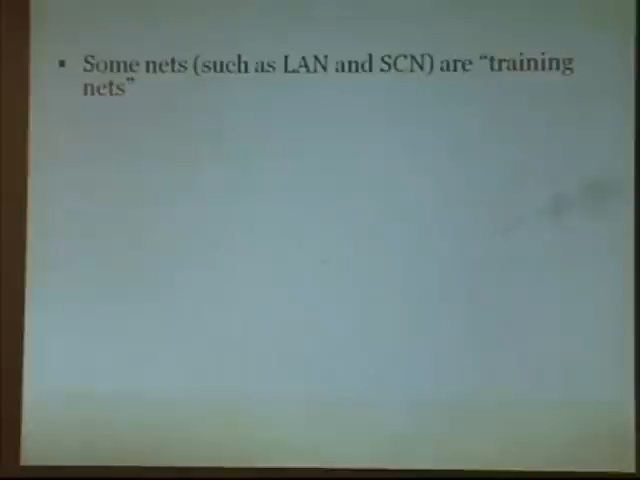 ▪ Some nets (such as LAN and SCN) are “training
nets”